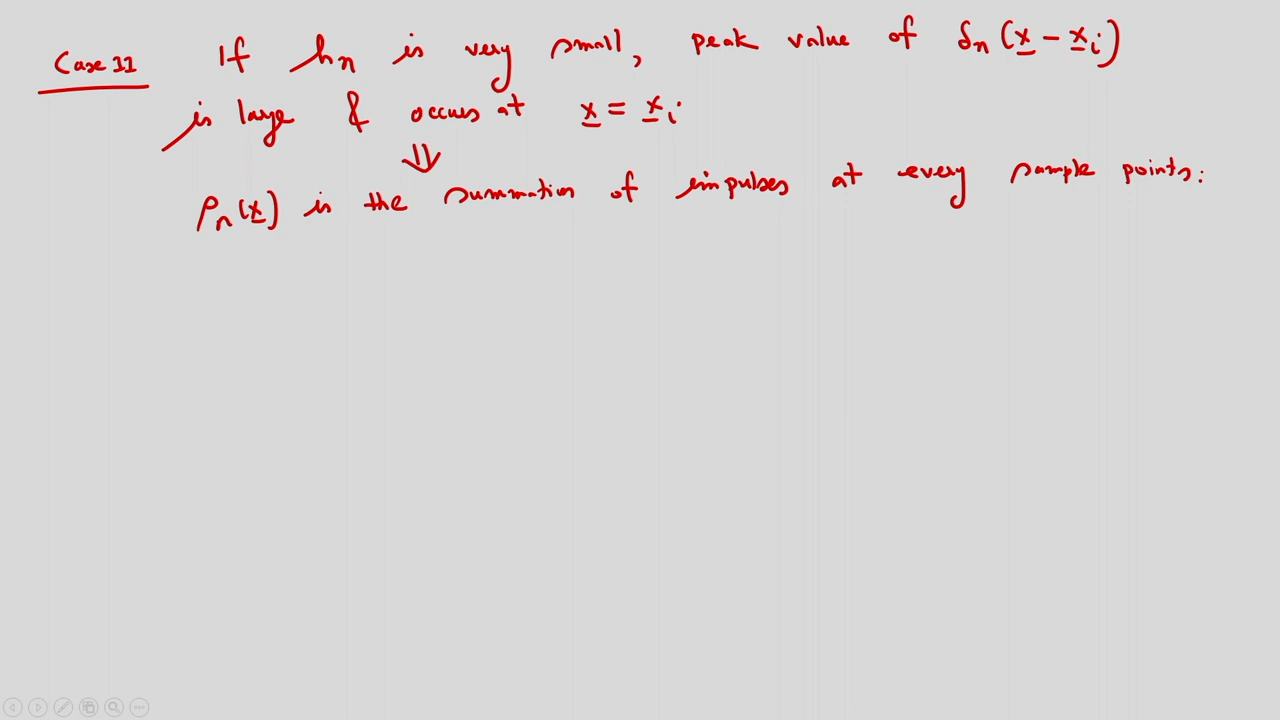 Case II If hn is very small, peak value of δn(x - xi)
is large & occurs at x = xi
⇓
Pn(x) is the summation of impulses at every sample points.